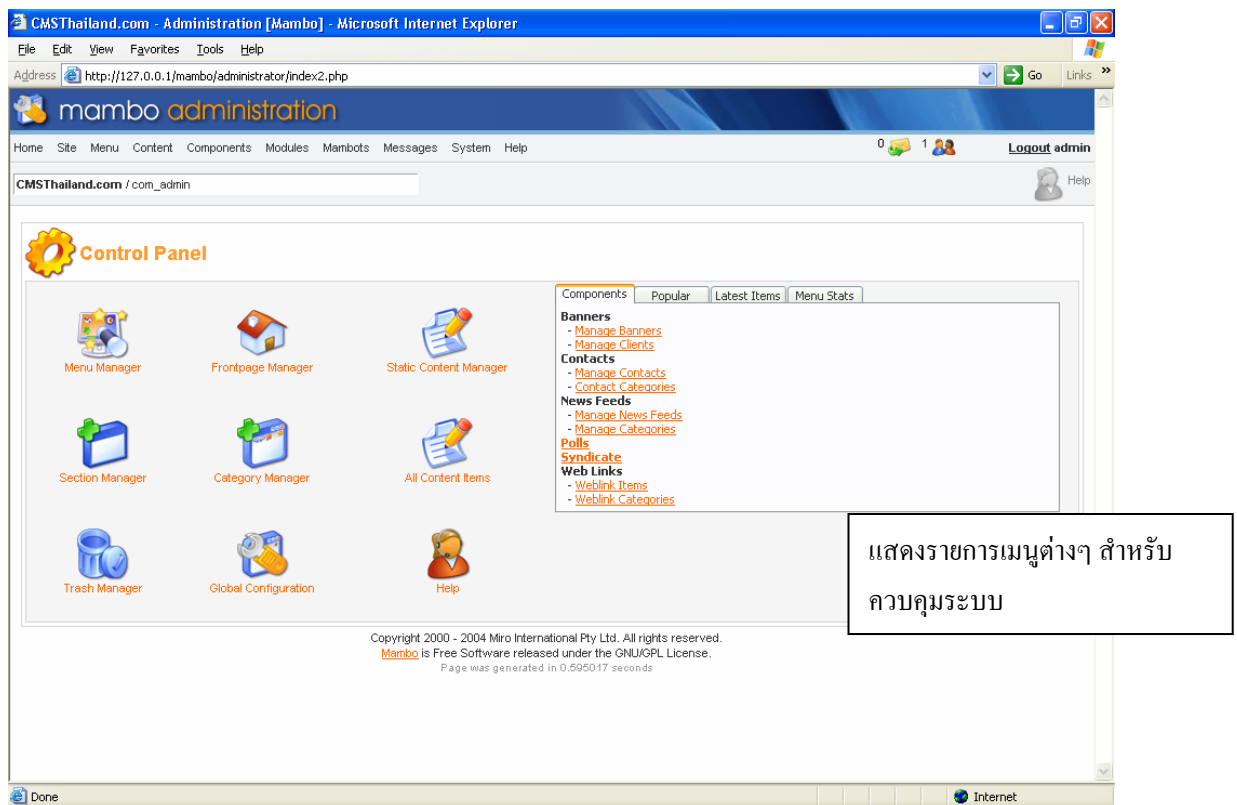 CMSThailand.com - Administration [Mambo] - Microsoft Internet Explorer
File Edit View Favorites Tools Help
Address http://127.0.0.1/mambo/administrator/index2.php Go Links »
mambo administration
Home Site Menu Content Components Modules Mambots Messages System Help 0 1 Logout admin
CMSThailand.com / com_admin Help
Control Panel
Menu Manager Frontpage Manager Static Content Manager
Section Manager Category Manager All Content Items
Trash Manager Global Configuration Help
Components Popular Latest Items Menu Stats
Banners
- Manage Banners
- Manage Clients
Contacts
- Manage Contacts
- Contact Categories
News Feeds
- Manage News Feeds
- Manage Categories
Polls
Syndicate
Web Links
- Weblink Items
- Weblink Categories
แสดงรายการเมนูต่างๆ สำหรับ
ควบคุมระบบ
Copyright 2000 - 2004 Miro International Pty Ltd. All rights reserved.
Mambo is Free Software released under the GNU/GPL License.
Page was generated in 0.595017 seconds
Done Internet